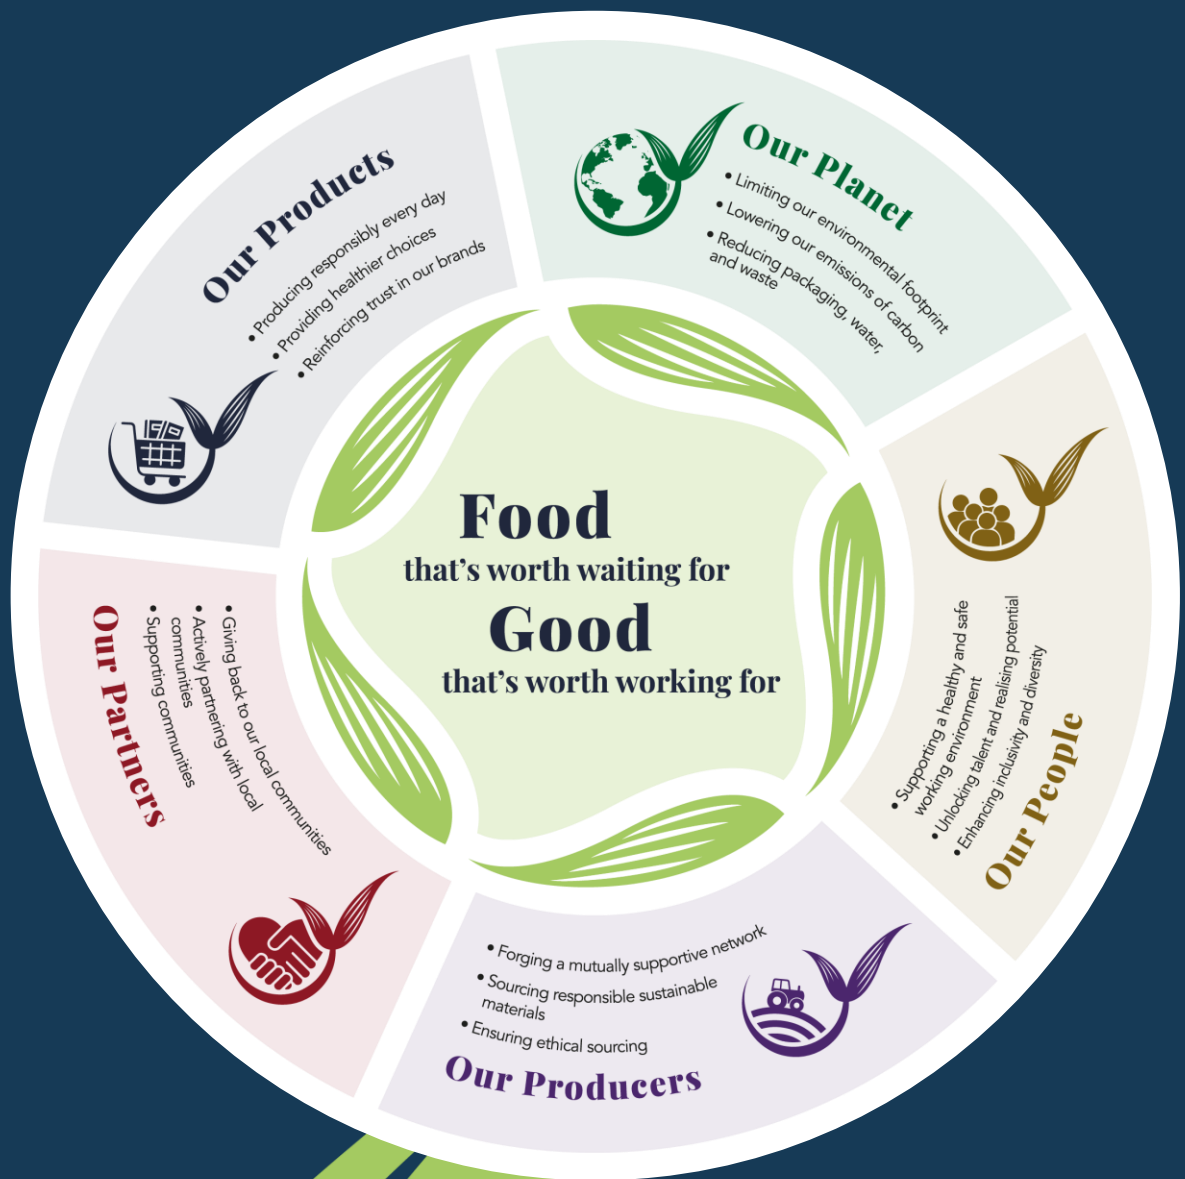 Our Products
• Producing responsibly every day
• Providing healthier choices
• Reinforcing trust in our brands
Our Planet
• Limiting our environmental footprint
• Lowering our emissions of carbon
• Reducing packaging, water,
and waste
Our People
• Supporting a healthy and safe
working environment
• Unlocking talent and realising potential
• Enhancing inclusivity and diversity
Our Producers
• Forging a mutually supportive network
• Sourcing responsible sustainable
materials
• Ensuring ethical sourcing
Our Partners
• Giving back to our local communities
• Actively partnering with local
communities
• Supporting communities
Food
that’s worth waiting for
Good
that’s worth working for